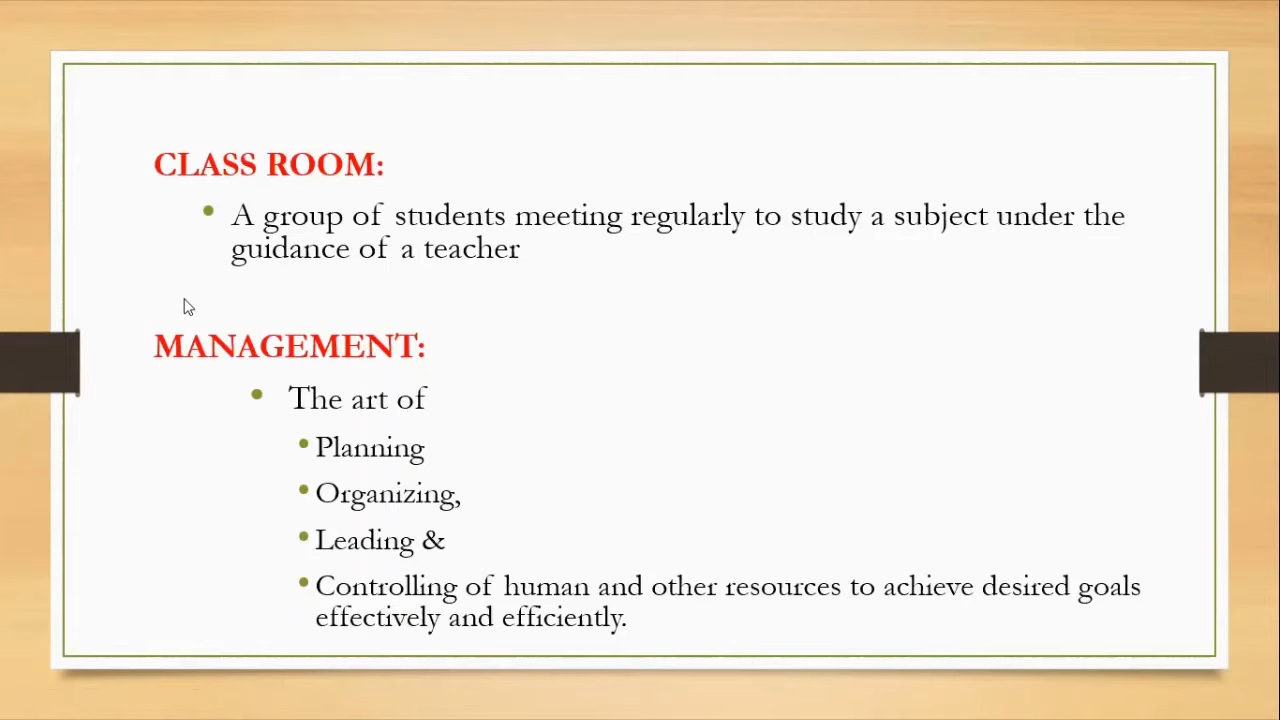 CLASS ROOM:
• A group of students meeting regularly to study a subject under the
guidance of a teacher
MANAGEMENT:
• The art of
• Planning
• Organizing,
• Leading &
• Controlling of human and other resources to achieve desired goals
effectively and efficiently.